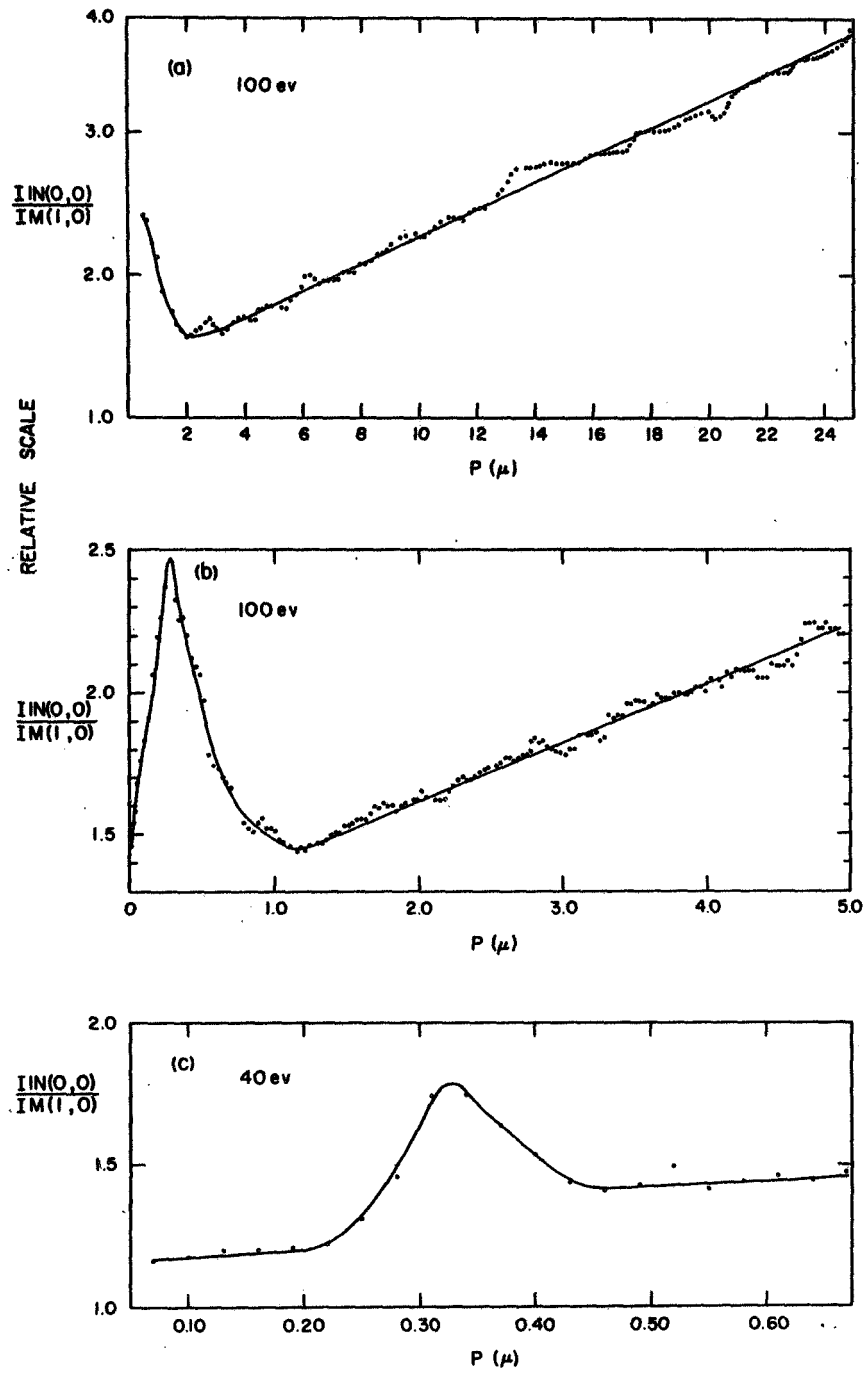 4.0
(a)
100 ev
3.0
IIN(0,0)
IM(1,0)
2.0
1.0
2 4 6 8 10 12 14 16 18 20 22 24
P (μ)
RELATIVE SCALE
2.5
(b)
100 ev
2.0
IIN(0,0)
IM(1,0)
1.5
0 1.0 2.0 3.0 4.0 5.0
P (μ)
2.0
(c)
40 ev
IIN(0,0)
IM(1,0)
1.5
1.0
0.10 0.20 0.30 0.40 0.50 0.60
P (μ)